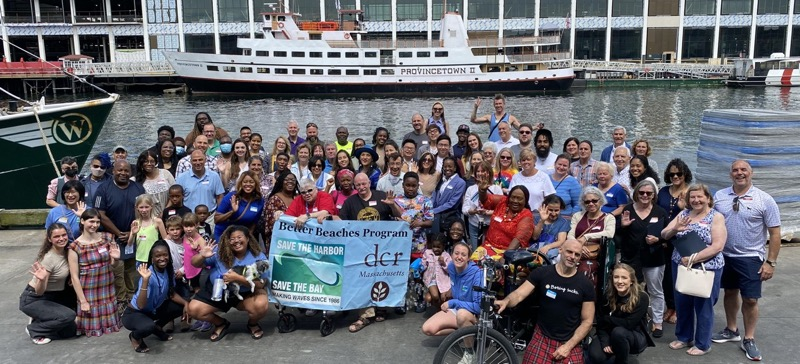 PROVINCETOWN II
W
Better Beaches Program
SAVE THE HARBOR
dcr
Massachusetts
SAVE THE BAY
MAKING WAVES SINCE 1986